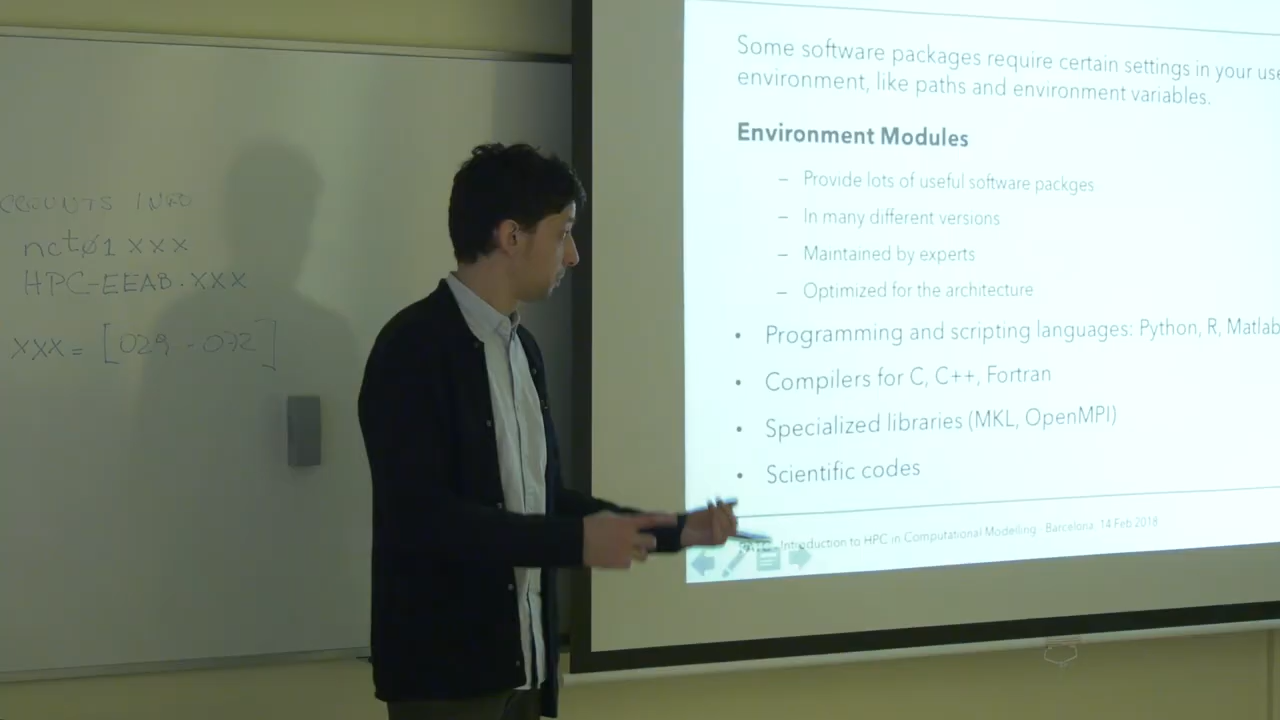 CCOUNTS INFO
nct01XXX
HPC-EEAB.XXX
XXX = [029 - 072]
Some software packages require certain settings in your use
environment, like paths and environment variables.
Environment Modules
– Provide lots of useful software packges
– In many different versions
– Maintained by experts
– Optimized for the architecture
• Programming and scripting languages: Python, R, Matlab
• Compilers for C, C++, Fortran
• Specialized libraries (MKL, OpenMPI)
• Scientific codes
Introduction to HPC in Computational Modelling. Barcelona, 14 Feb 2018